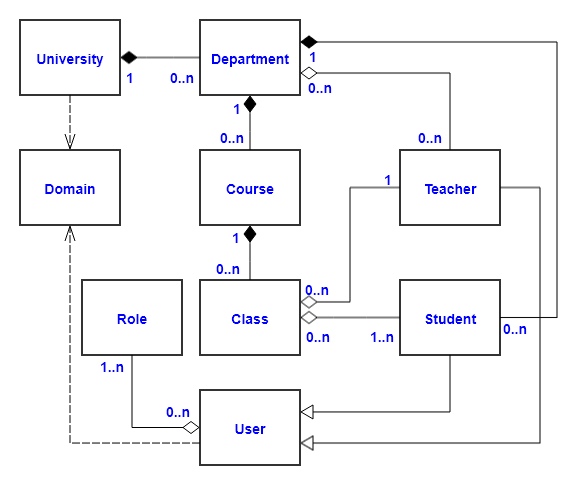 University
1
0..n
Department
1
0..n
1
0..n
0..n
Domain
Course
1
Teacher
1
0..n
0..n
Role
Class
0..n
1..n
Student
0..n
1..n
0..n
User